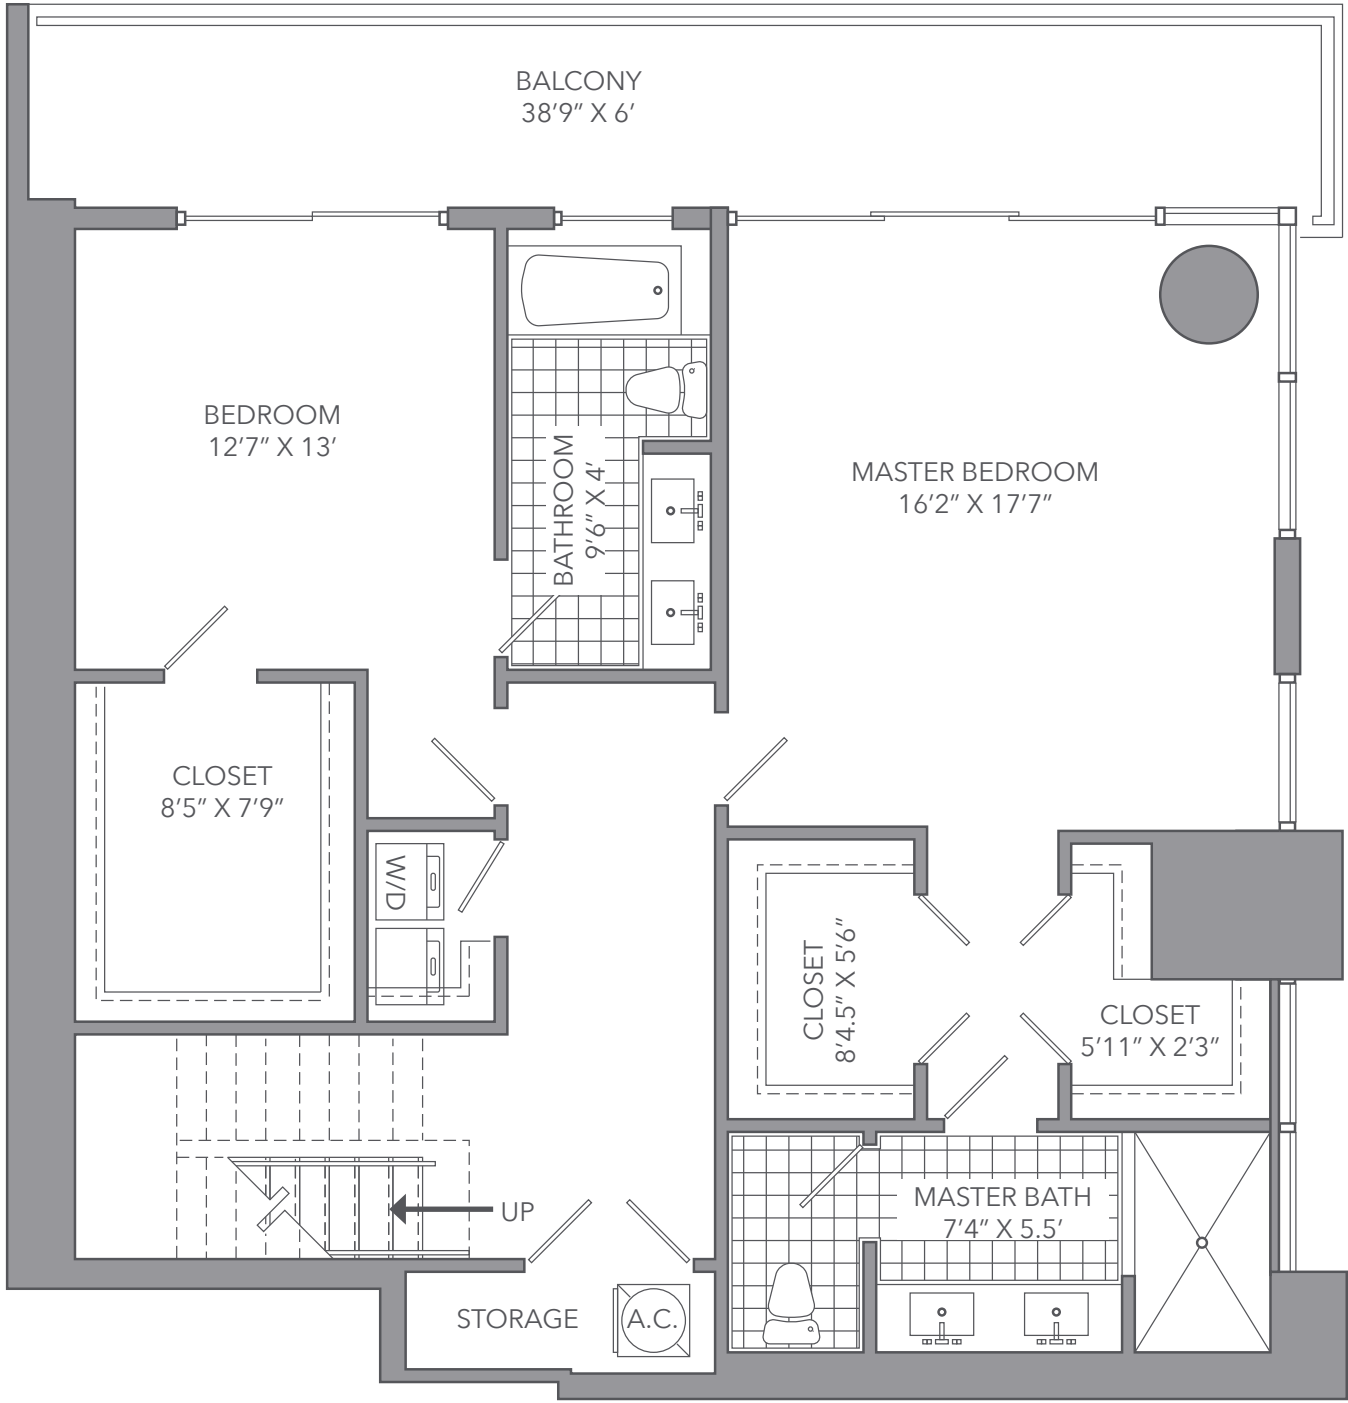 BALCONY
38'9" X 6'
BEDROOM
12'7" X 13'
BATHROOM
9'6" X 4'
MASTER BEDROOM
16'2" X 17'7"
CLOSET
8'5" X 7'9"
W/D
CLOSET
8'4.5" X 5'6"
CLOSET
5'11" X 2'3"
UP
MASTER BATH
7'4" X 5.5'
STORAGE
A.C.